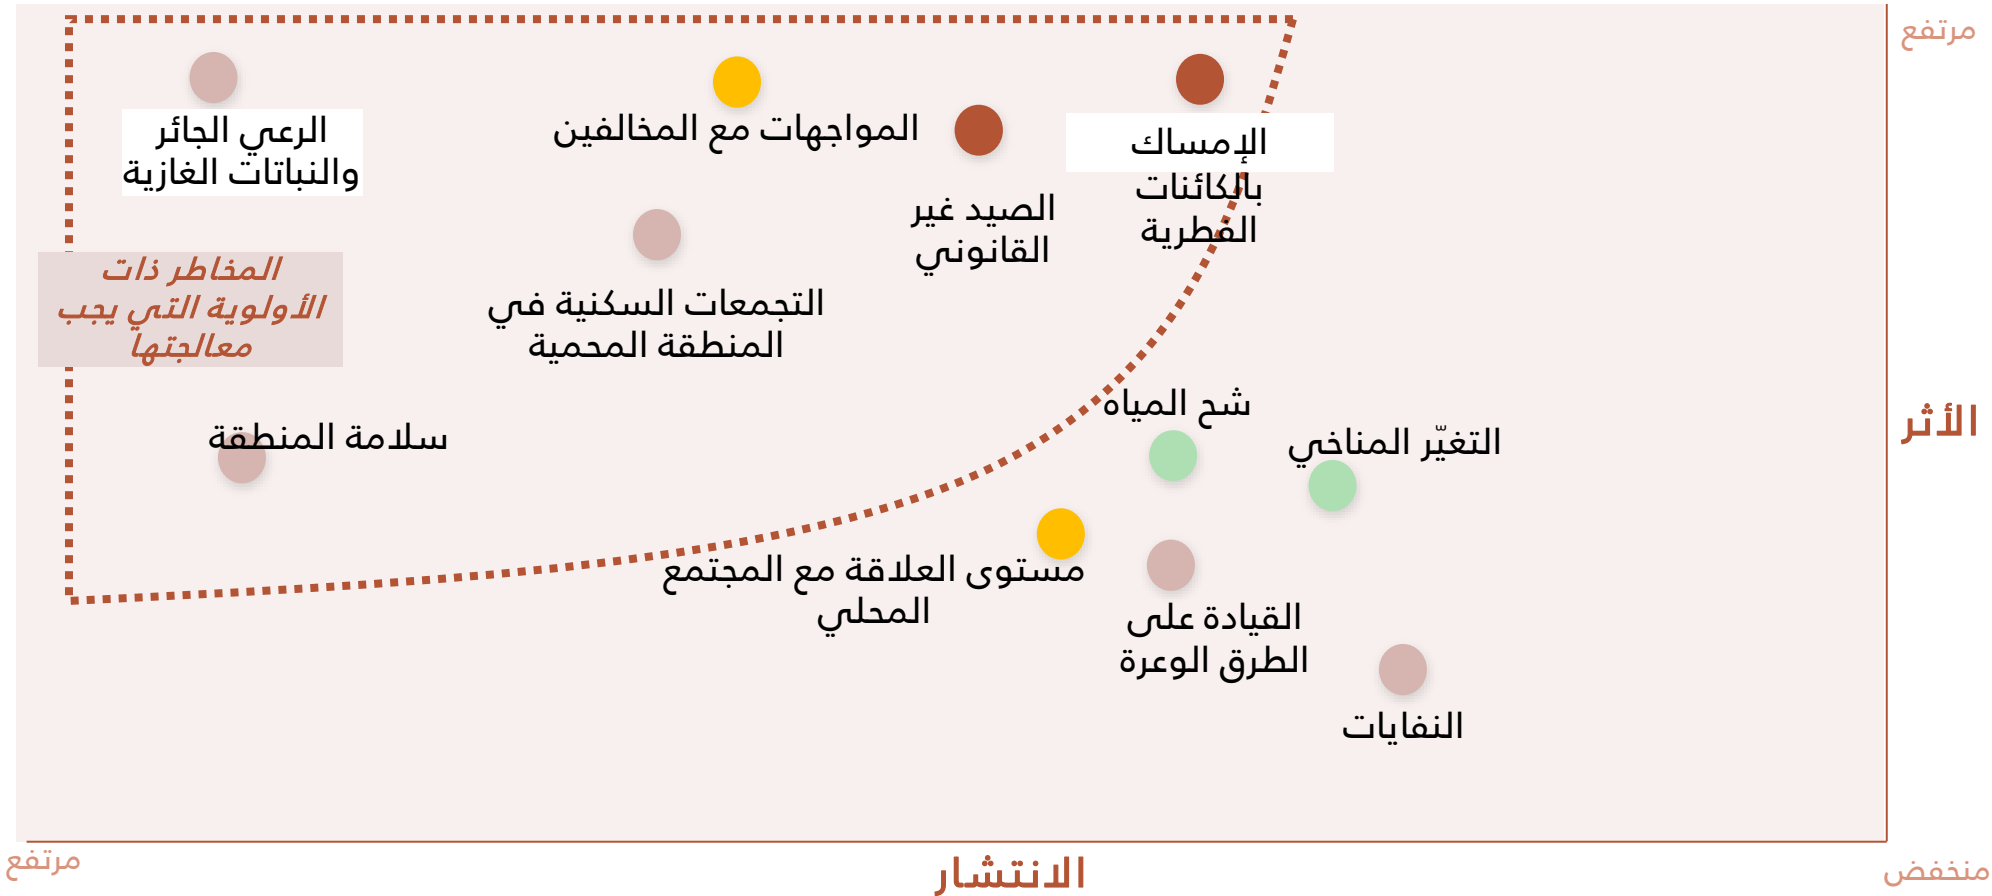 مرتفع
الرعي الجائر
والنباتات الغازية
المواجهات مع المخالفين
الإمساك
بالكائنات
الفطرية
الصيد غير
القانوني
المخاطر ذات
الأولوية التي يجب
معالجتها
التجمعات السكنية في
المنطقة المحمية
شح المياه
الأثر
سلامة المنطقة
التغيّر المناخي
مستوى العلاقة مع المجتمع
المحلي
القيادة على
الطرق الوعرة
النفايات
منخفض
الانتشار
مرتفع